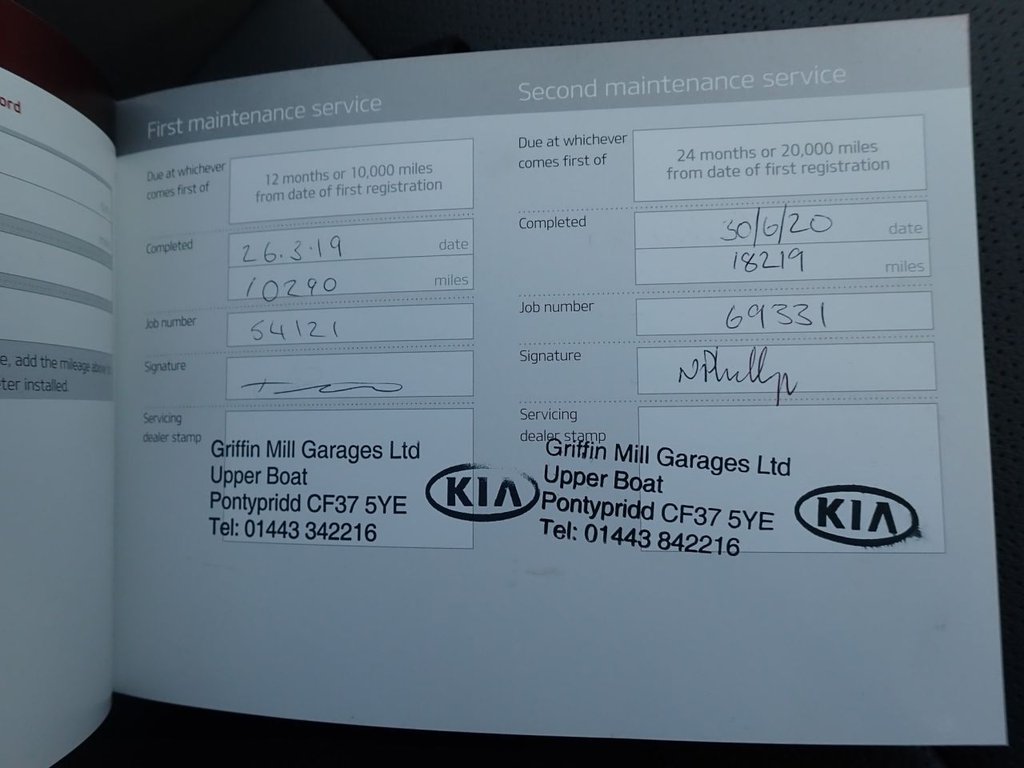 ord
e, add the mileage above to
ter installed.
First maintenance service
Due at whichever
comes first of
12 months or 10,000 miles
from date of first registration
Completed
26.3.19 date
10290 miles
Job number
54121
Signature
Servicing
dealer stamp
Griffin Mill Garages Ltd
Upper Boat
Pontypridd CF37 5YE
Tel: 01443 342216
KIA
Second maintenance service
Due at whichever
comes first of
24 months or 20,000 miles
from date of first registration
Completed
30/6/20 date
18219 miles
Job number
69331
Signature
NPhillips
Servicing
dealer stamp
Griffin Mill Garages Ltd
Upper Boat
Pontypridd CF37 5YE
Tel: 01443 842216
KIA